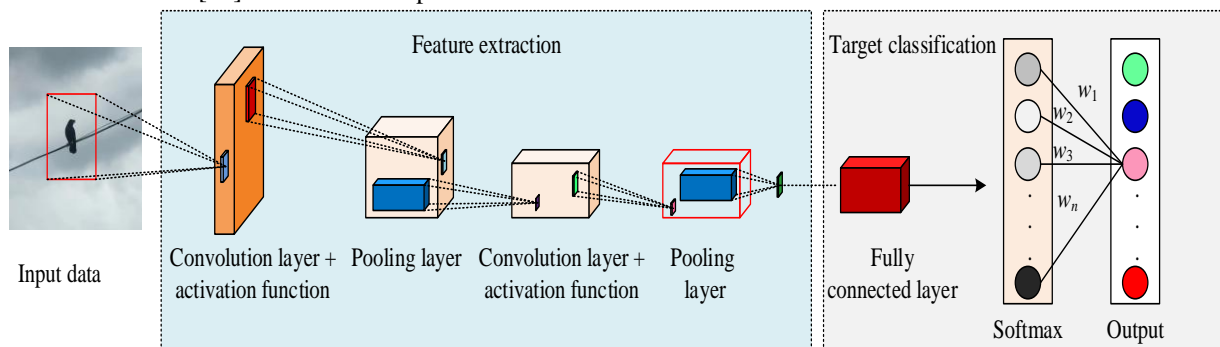 Feature extraction
Target classification
w1
w2
w3
wn
Input data
Convolution layer +
activation function
Pooling layer
Convolution layer +
activation function
Pooling
layer
Fully
connected layer
Softmax
Output